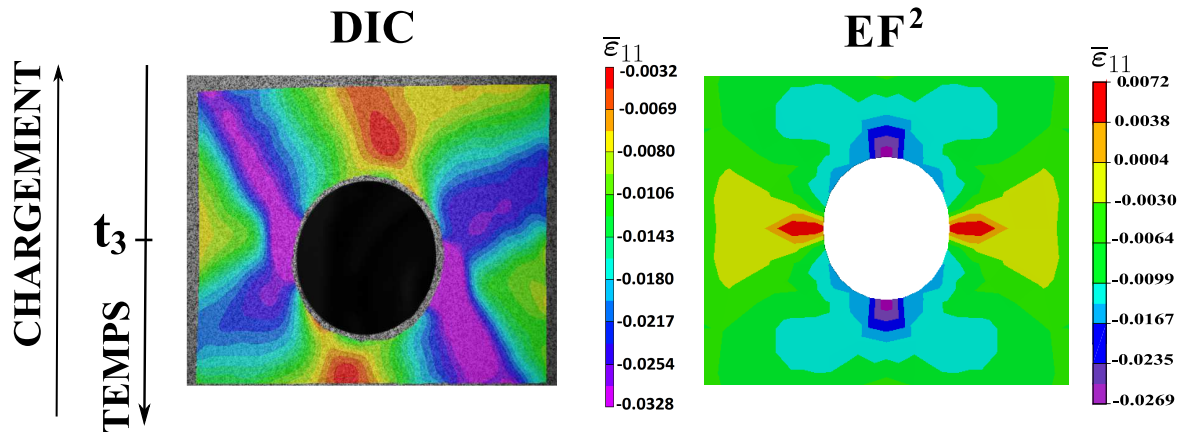 DIC
EF²
CHARGEMENT
TEMPS
t₃
ε̅₁₁
-0.0032
-0.0069
-0.0080
-0.0106
-0.0143
-0.0180
-0.0217
-0.0254
-0.0328
ε̅₁₁
0.0072
0.0038
0.0004
-0.0030
-0.0064
-0.0099
-0.0167
-0.0235
-0.0269